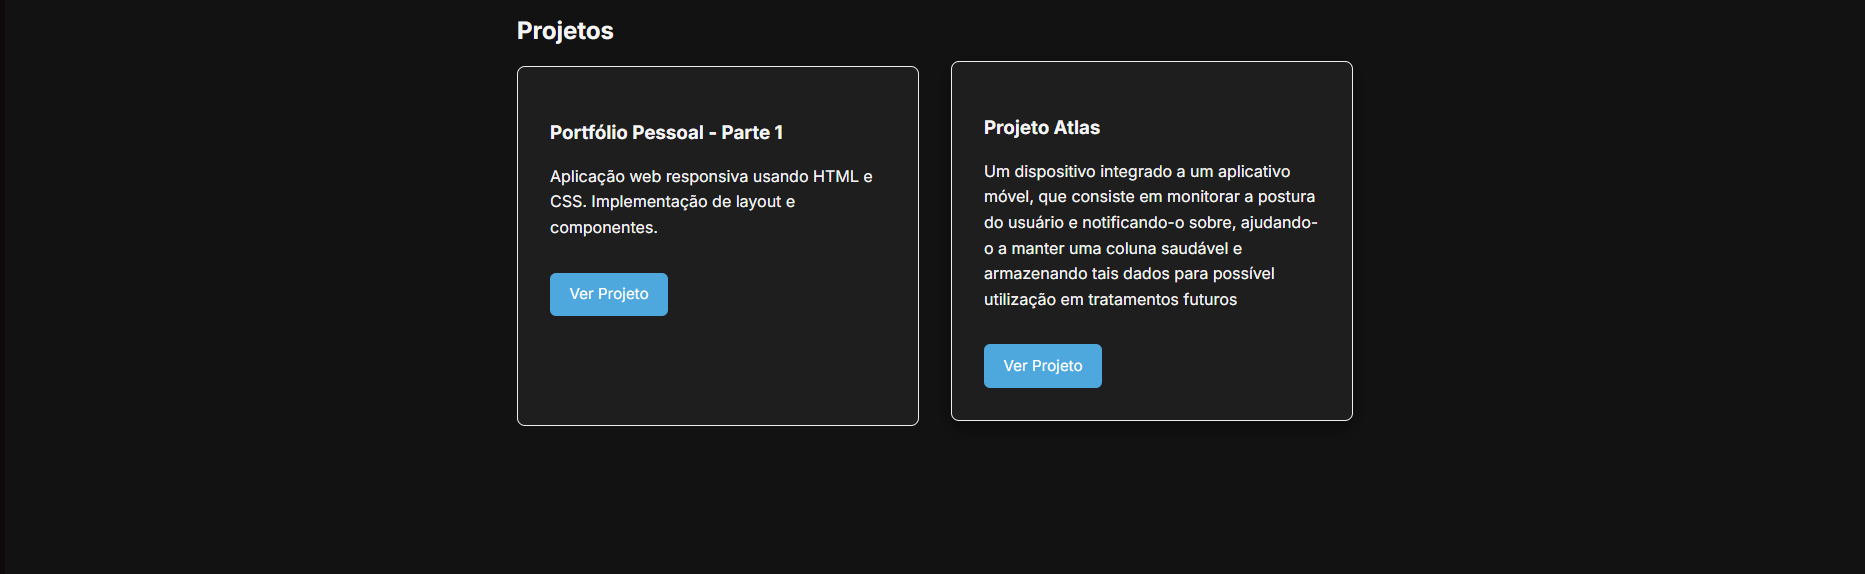 Projetos
Portfólio Pessoal - Parte 1
Aplicação web responsiva usando HTML e
CSS. Implementação de layout e
componentes.
Ver Projeto
Projeto Atlas
Um dispositivo integrado a um aplicativo
móvel, que consiste em monitorar a postura
do usuário e notificando-o sobre, ajudando-
o a manter uma coluna saudável e
armazenando tais dados para possível
utilização em tratamentos futuros
Ver Projeto